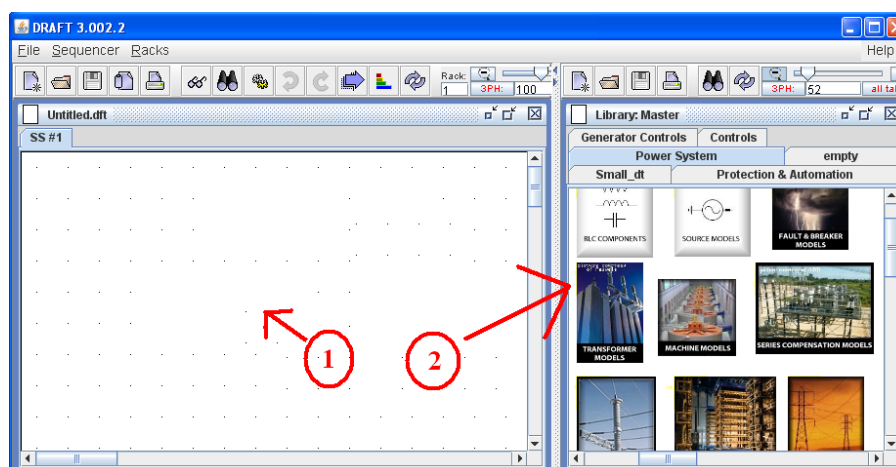 DRAFT 3.002.2
File Sequencer Racks
Help
Rack:
1
3PH: 100
3PH: 52
Untitled.dft
SS #1
Library: Master
Generator Controls Controls
Power System empty
Small_dt Protection & Automation
RLC COMPONENTS
SOURCE MODELS
FAULT & BREAKER
MODELS
TRANSFORMER
MODELS
MACHINE MODELS
SERIES COMPENSATION MODELS
1
2